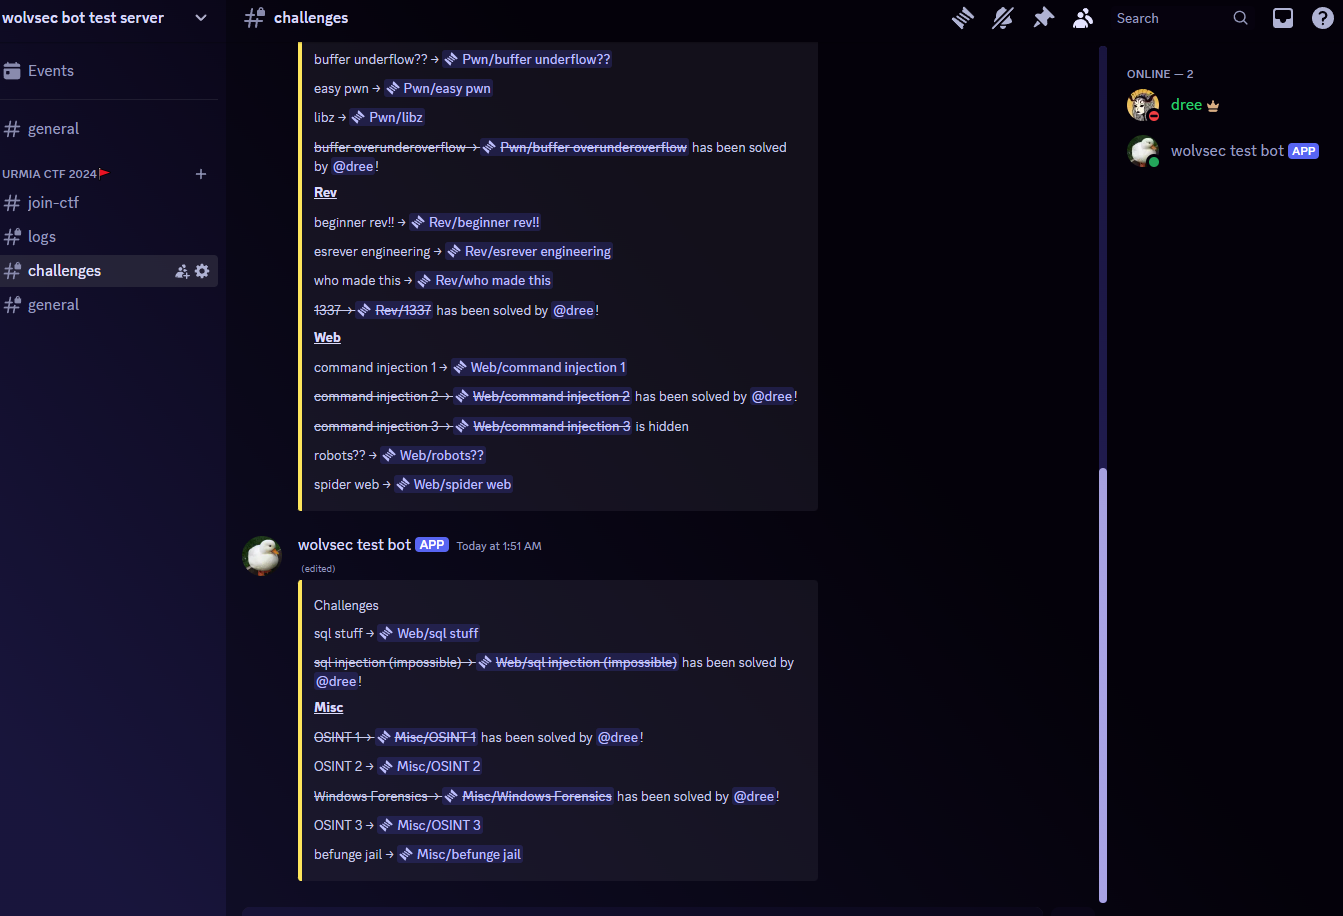 wolvsec bot test server
challenges
Search
Events
general
URMIA CTF 2024
join-ctf
logs
challenges
general
buffer underflow?? → Pwn/buffer underflow??
easy pwn → Pwn/easy pwn
libz → Pwn/libz
buffer overunderoverflow → Pwn/buffer overunderoverflow has been solved
by @dree!
Rev
beginner rev!! → Rev/beginner rev!!
esrever engineering → Rev/esrever engineering
who made this → Rev/who made this
1337 → Rev/1337 has been solved by @dree!
Web
command injection 1 → Web/command injection 1
command injection 2 → Web/command injection 2 has been solved by @dree!
command injection 3 → Web/command injection 3 is hidden
robots?? → Web/robots??
spider web → Web/spider web
wolvsec test bot APP Today at 1:51 AM
(edited)
Challenges
sql stuff → Web/sql stuff
sql injection (impossible) → Web/sql injection (impossible) has been solved by
@dree!
Misc
OSINT 1 → Misc/OSINT 1 has been solved by @dree!
OSINT 2 → Misc/OSINT 2
Windows Forensics → Misc/Windows Forensics has been solved by @dree!
OSINT 3 → Misc/OSINT 3
befunge jail → Misc/befunge jail
ONLINE — 2
dree
wolvsec test bot APP